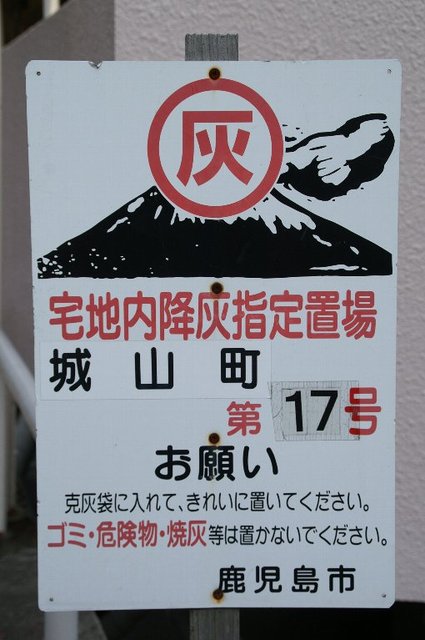 灰
宅地内降灰指定置場
城山町
第17号
お願い
克灰袋に入れて、きれいに置いてください。
ゴミ・危険物・焼灰等は置かないでください。
鹿児島市